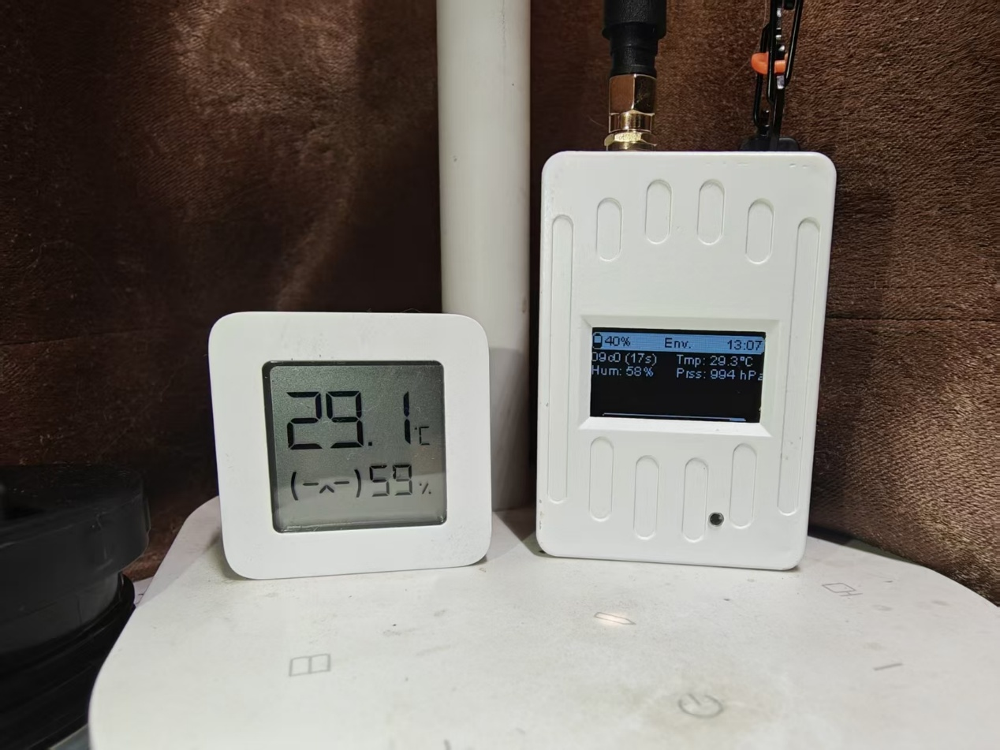 29.1°C
(-^-) 59%
40% Env. 13:07
09d0 (17s) Tmp: 29.3°C
Hum: 58% Prss: 994 hPa